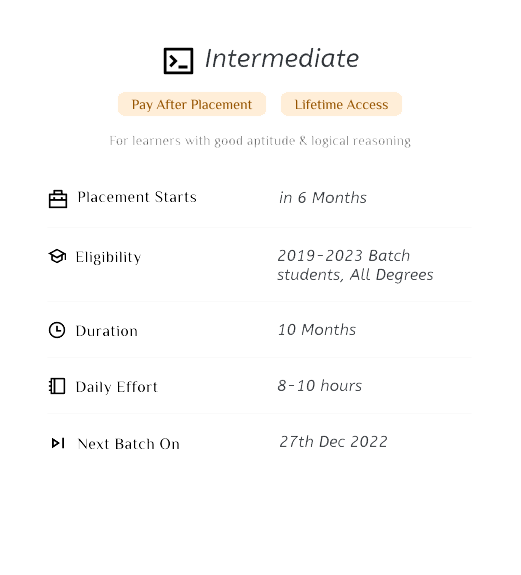 Intermediate
Pay After Placement Lifetime Access
For learners with good aptitude & logical reasoning
Placement Starts in 6 Months
Eligibility 2019-2023 Batch
students, All Degrees
Duration 10 Months
Daily Effort 8-10 hours
Next Batch On 27th Dec 2022